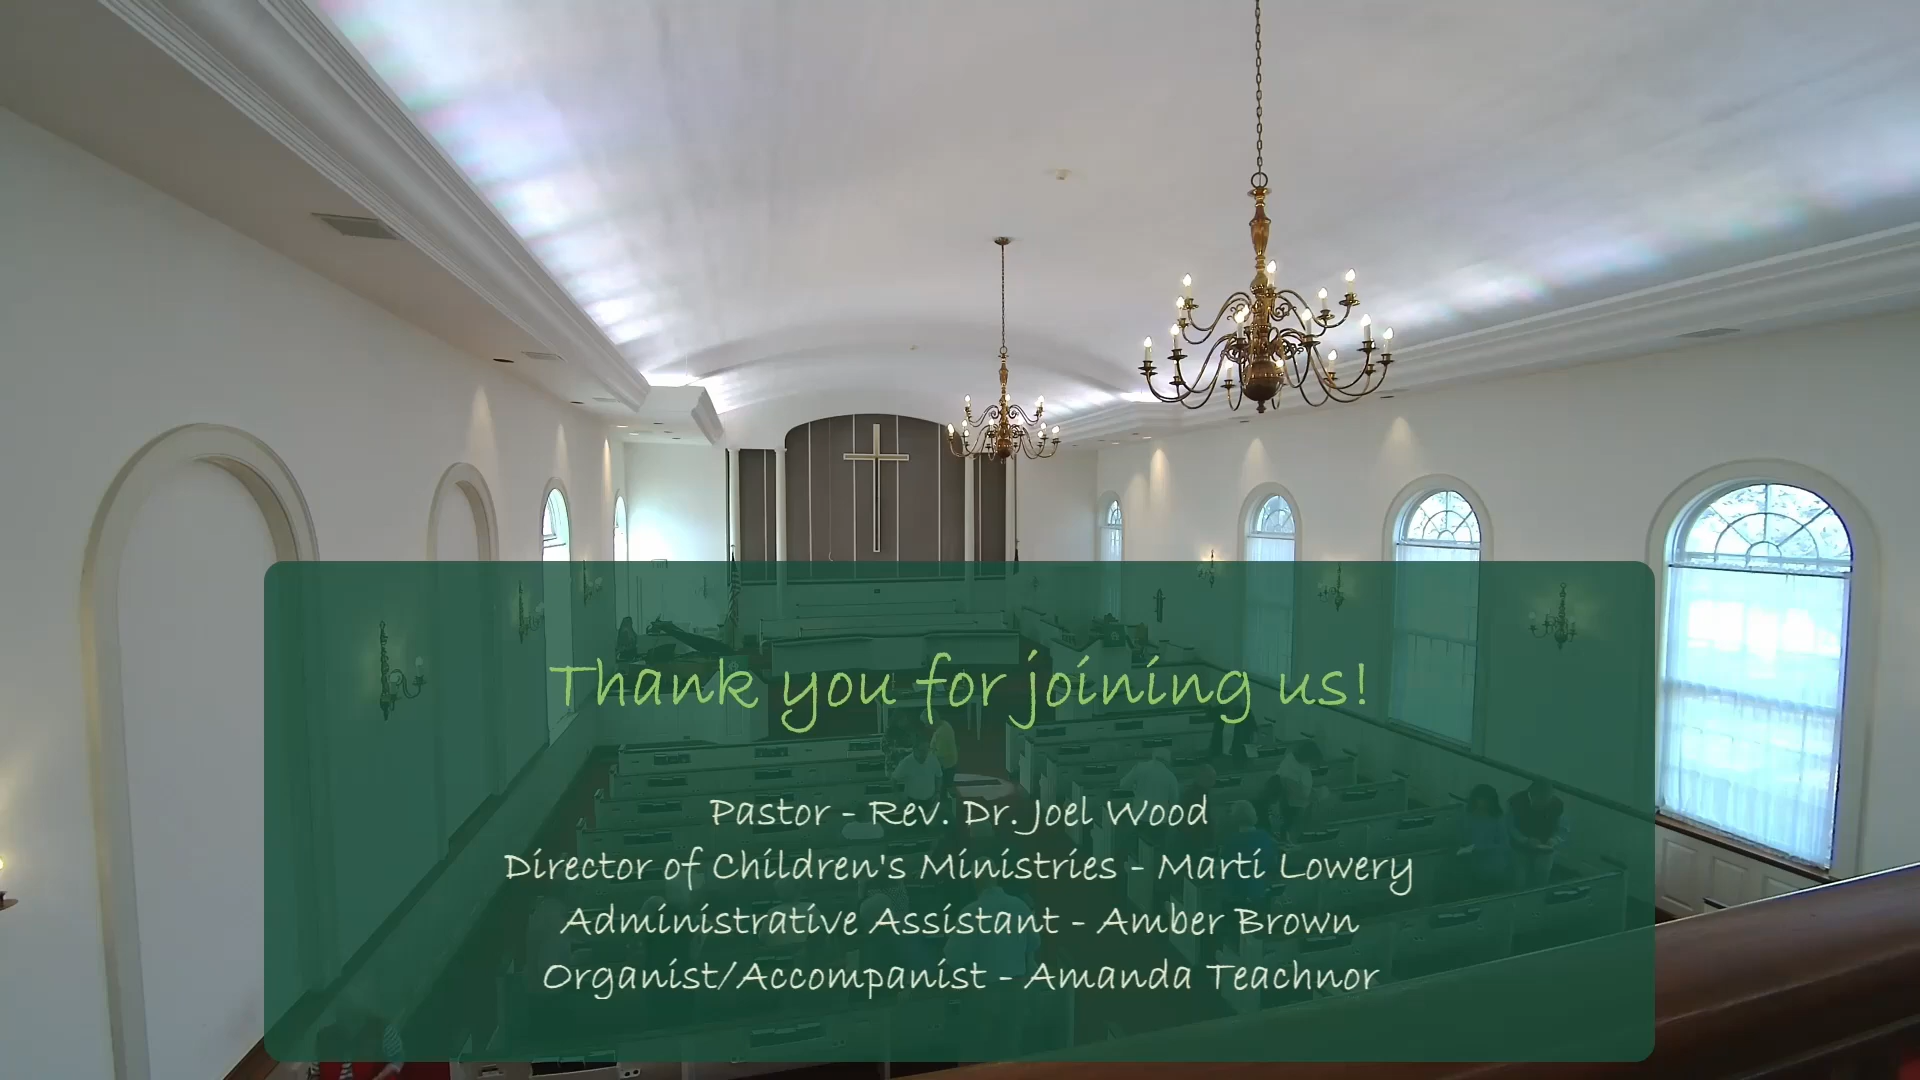 Thank you for joining us!
Pastor - Rev. Dr. Joel Wood
Director of Children's Ministries - Marti Lowery
Administrative Assistant - Amber Brown
Organist/Accompanist - Amanda Teachnor